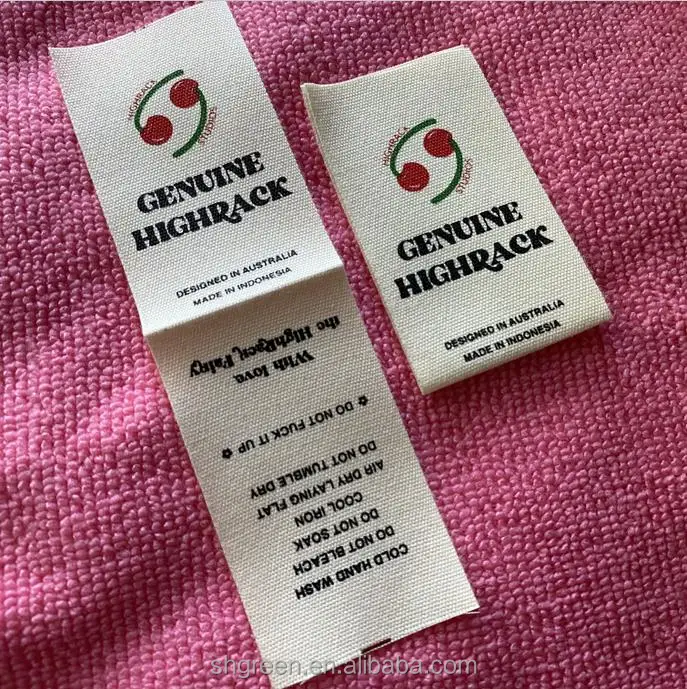 HIGHRACK
STUDIOS
GENUINE
HIGHRACK
DESIGNED IN AUSTRALIA
MADE IN INDONESIA
COLD HAND WASH
DO NOT BLEACH
DO NOT SOAK
COOL IRON
AIR DRY LAYING FLAT
DO NOT TUMBLE DRY
✿ DO NOT FUCK IT UP ✿
With love,
the HighRack Fairy
HIGHRACK
STUDIOS
GENUINE
HIGHRACK
DESIGNED IN AUSTRALIA
MADE IN INDONESIA
shgreen.en.alibaba.com